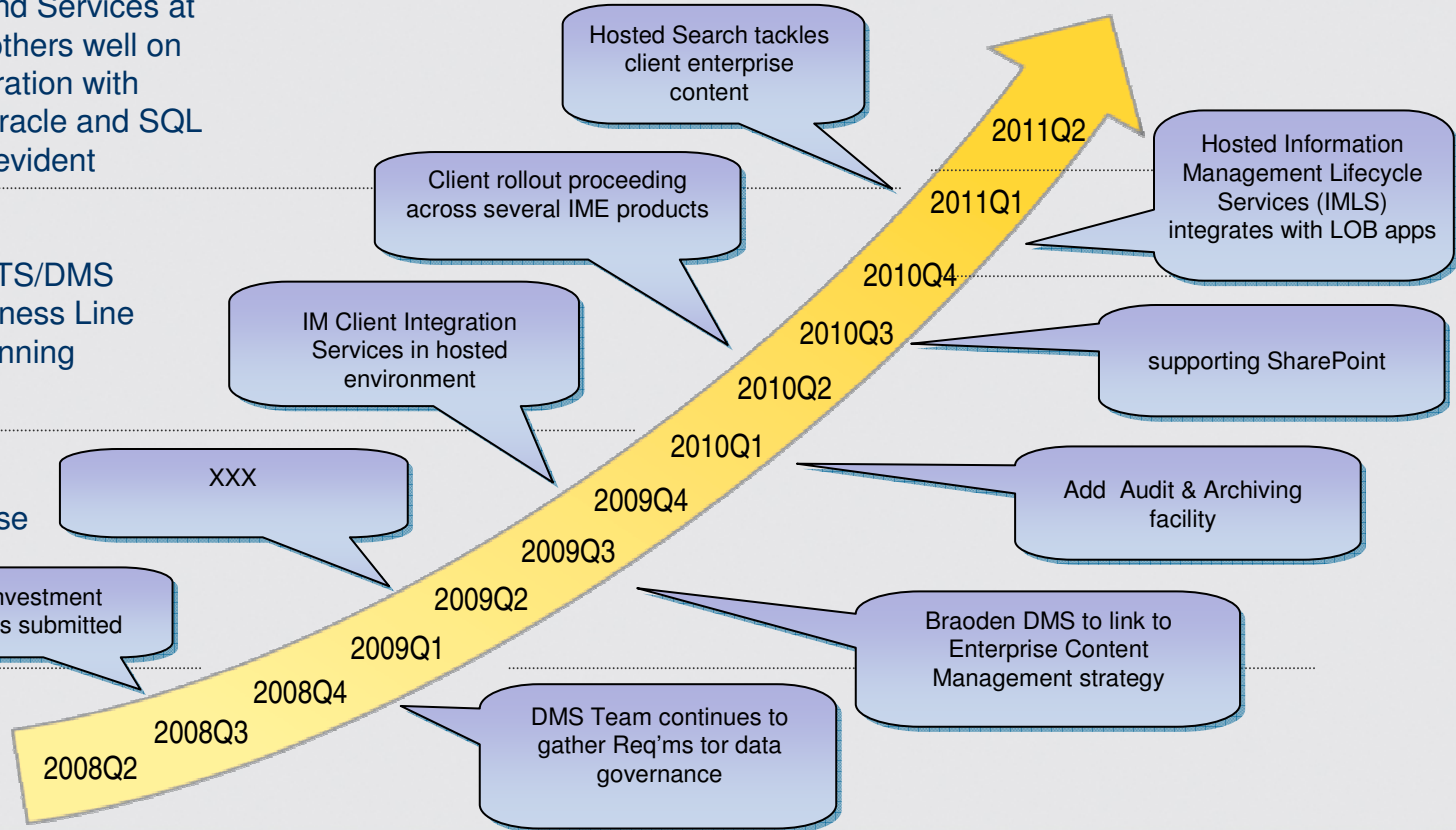 nd Services at
others well on
ration with
racle and SQL
evident
TS/DMS
ness Line
nning
se
nvestment
s submitted
XXX
IM Client Integration
Services in hosted
environment
Client rollout proceeding
across several IME products
Hosted Search tackles
client enterprise
content
2008Q2
2008Q3
2008Q4
2009Q1
2009Q2
2009Q3
2009Q4
2010Q1
2010Q2
2010Q3
2010Q4
2011Q1
2011Q2
Hosted Information
Management Lifecycle
Services (IMLS)
integrates with LOB apps
supporting SharePoint
Add Audit & Archiving
facility
Braoden DMS to link to
Enterprise Content
Management strategy
DMS Team continues to
gather Req'ms tor data
governance